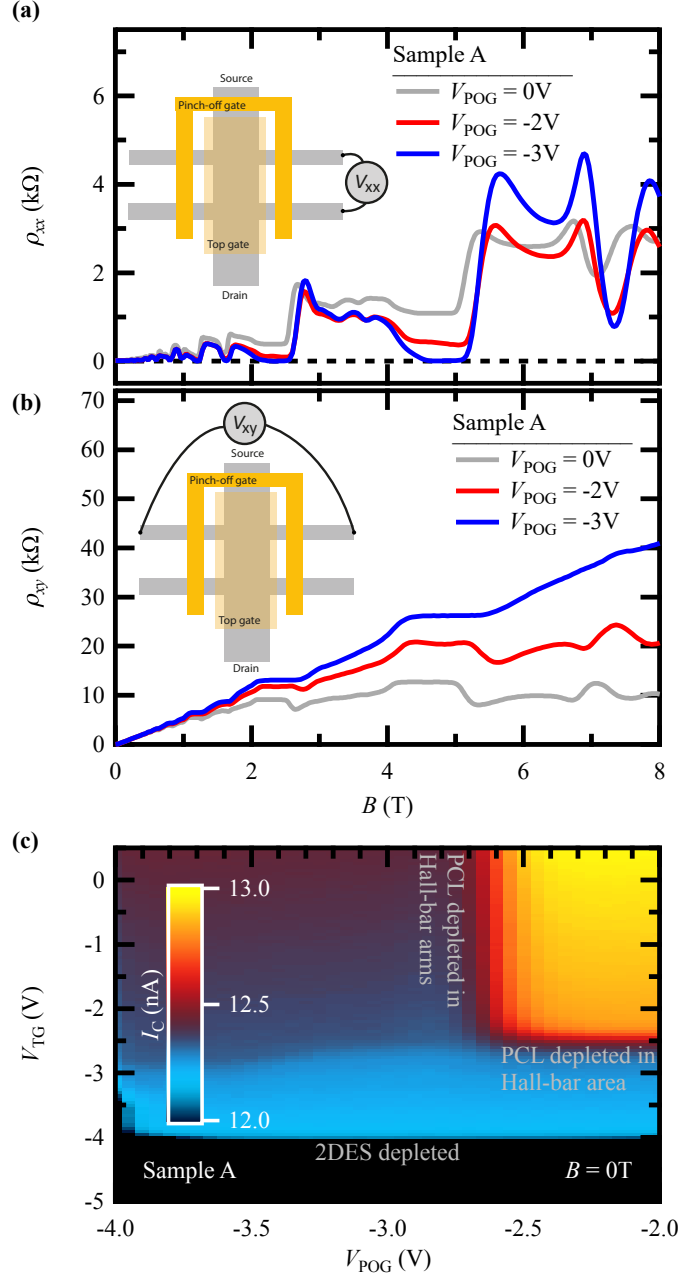 (a)
Sample A
V_POG = 0V
V_POG = -2V
V_POG = -3V
Source
Pinch-off gate
V_xx
Top gate
Drain
6
4
2
0
ρ_xx (kΩ)
(b)
Sample A
V_POG = 0V
V_POG = -2V
V_POG = -3V
V_xy
Source
Pinch-off gate
Top gate
Drain
70
60
50
40
30
20
10
0
ρ_xy (kΩ)
0 2 4 6 8
B (T)
(c)
0
-1
-2
-3
-4
-5
V_TG (V)
13.0
12.5
12.0
I_C (nA)
PCL depleted in
Hall-bar arms
PCL depleted in
Hall-bar area
2DES depleted
Sample A
B = 0T
-4.0 -3.5 -3.0 -2.5 -2.0
V_POG (V)